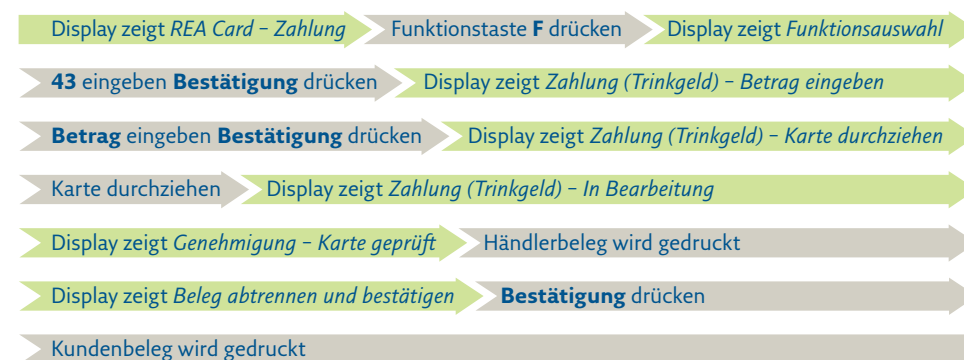 Display zeigt REA Card – Zahlung Funktionstaste F drücken Display zeigt Funktionsauswahl
43 eingeben Bestätigung drücken Display zeigt Zahlung (Trinkgeld) – Betrag eingeben
Betrag eingeben Bestätigung drücken Display zeigt Zahlung (Trinkgeld) – Karte durchziehen
Karte durchziehen Display zeigt Zahlung (Trinkgeld) – In Bearbeitung
Display zeigt Genehmigung – Karte geprüft Händlerbeleg wird gedruckt
Display zeigt Beleg abtrennen und bestätigen Bestätigung drücken
Kundenbeleg wird gedruckt